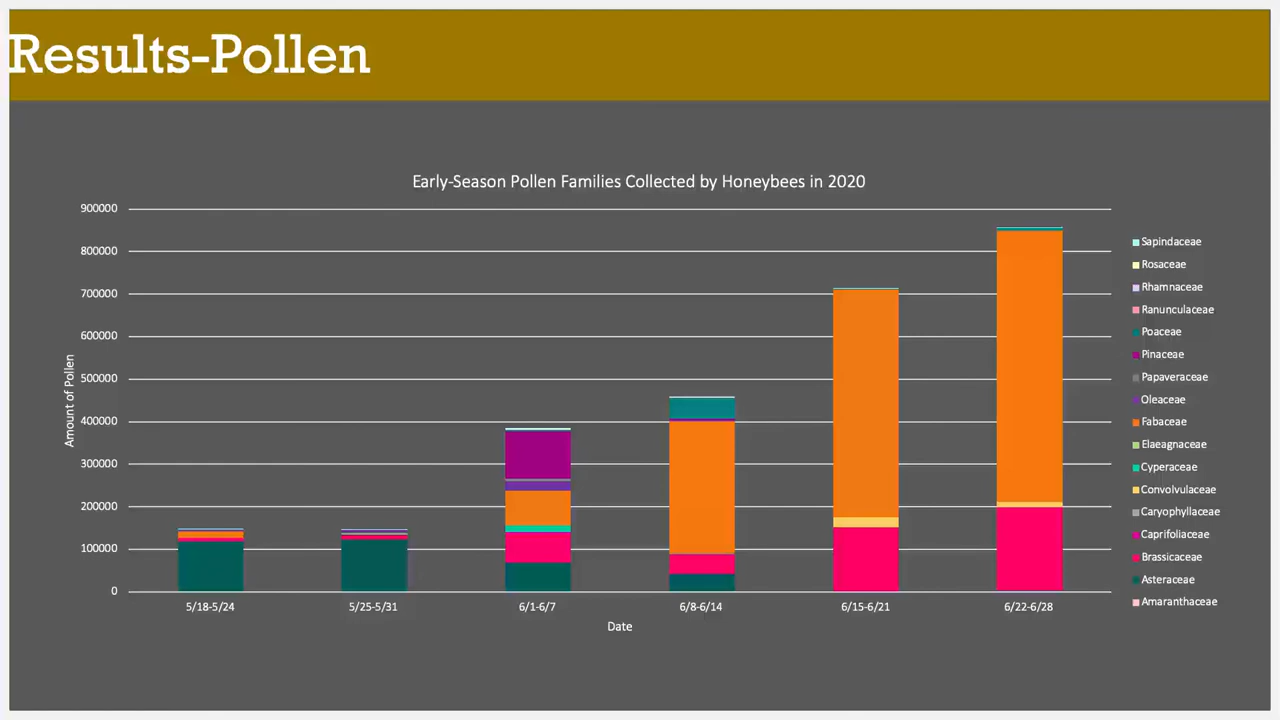 Results-Pollen
Early-Season Pollen Families Collected by Honeybees in 2020
900000
800000
700000
600000
500000
400000
300000
200000
100000
0
Amount of Pollen
5/18-5/24
5/25-5/31
6/1-6/7
6/8-6/14
6/15-6/21
6/22-6/28
Date
Sapindaceae
Rosaceae
Rhamnaceae
Ranunculaceae
Poaceae
Pinaceae
Papaveraceae
Oleaceae
Fabaceae
Elaeagnaceae
Cyperaceae
Convolvulaceae
Caryophyllaceae
Caprifoliaceae
Brassicaceae
Asteraceae
Amaranthaceae